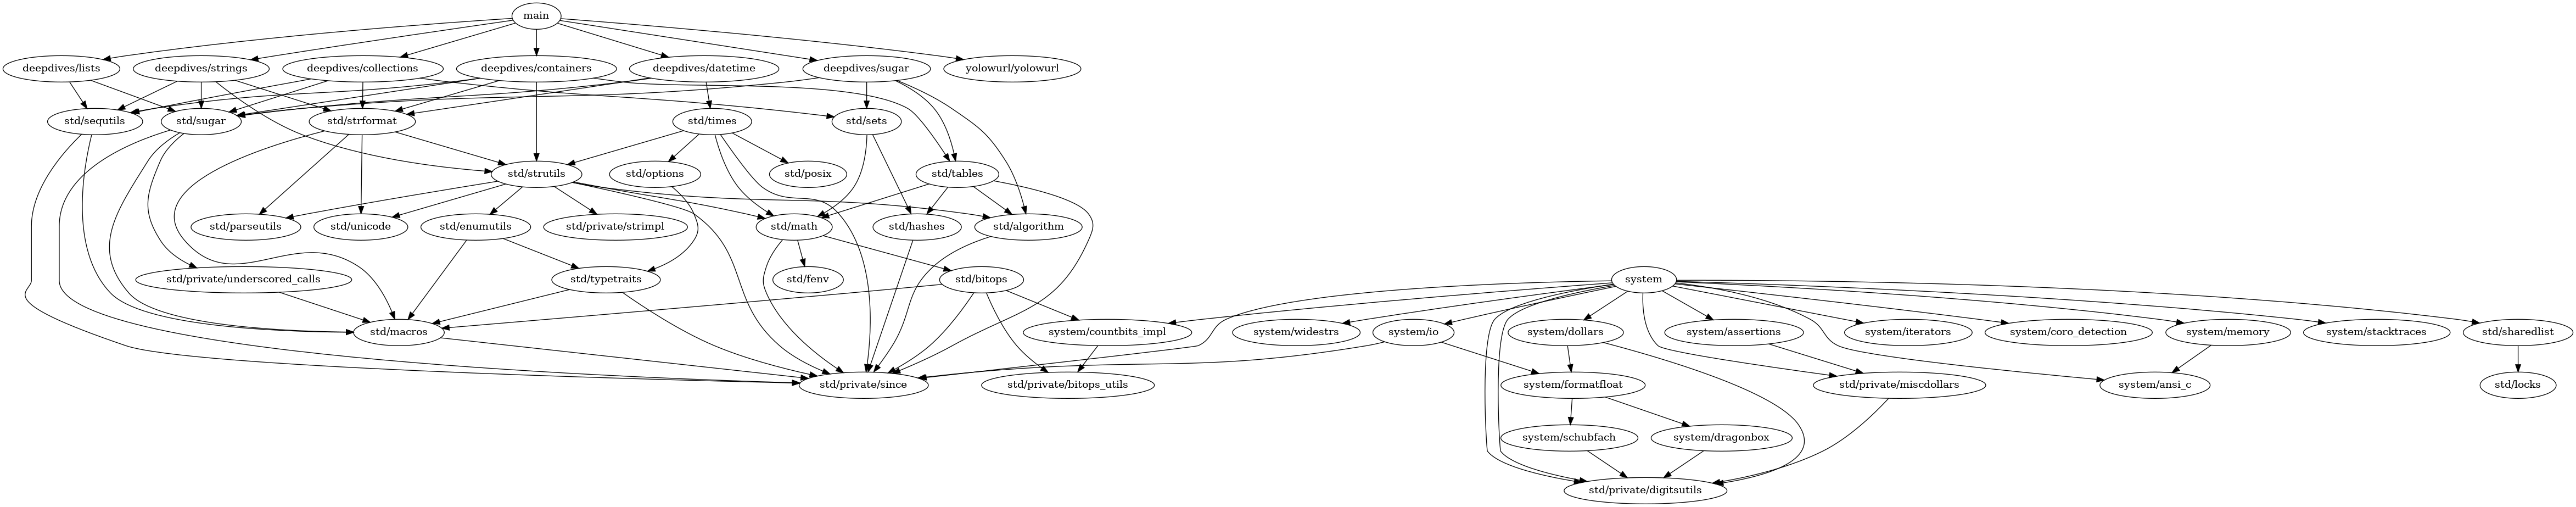 main
deepdives/lists
deepdives/strings
deepdives/collections
deepdives/containers
deepdives/datetime
deepdives/sugar
yolowurl/yolowurl
std/sequtils
std/sugar
std/strformat
std/times
std/sets
std/strutils
std/options
std/posix
std/tables
std/parseutils
std/unicode
std/enumutils
std/private/strimpl
std/math
std/hashes
std/algorithm
std/private/underscored_calls
std/typetraits
std/fenv
std/bitops
system
std/macros
system/countbits_impl
system/widestrs
system/io
system/dollars
system/assertions
system/iterators
system/coro_detection
system/memory
system/stacktraces
std/sharedlist
std/private/since
std/private/bitops_utils
system/formatfloat
std/private/miscdollars
system/ansi_c
std/locks
system/schubfach
system/dragonbox
std/private/digitsutils